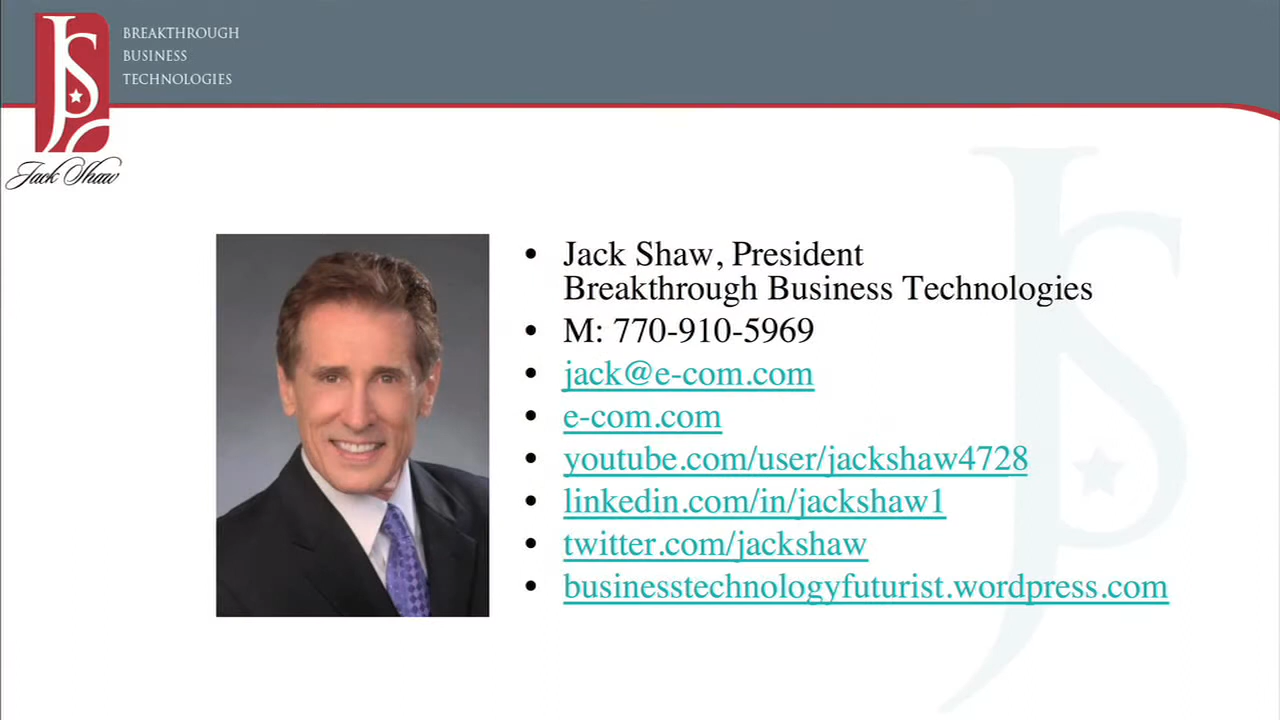 BREAKTHROUGH
BUSINESS
TECHNOLOGIES
JS
Jack Shaw
• Jack Shaw, President
Breakthrough Business Technologies
• M: 770-910-5969
• jack@e-com.com
• e-com.com
• youtube.com/user/jackshaw4728
• linkedin.com/in/jackshaw1
• twitter.com/jackshaw
• businesstechnologyfuturist.wordpress.com